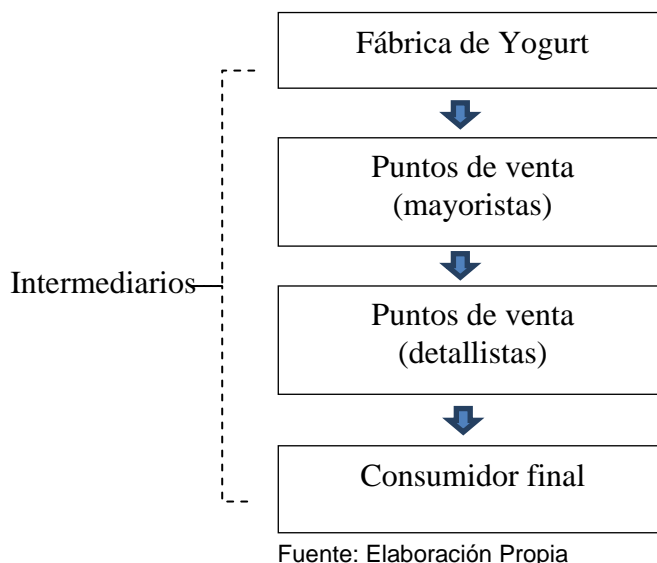 Fábrica de Yogurt
Puntos de venta
(mayoristas)
Intermediarios
Puntos de venta
(detallistas)
Consumidor final
Fuente: Elaboración Propia